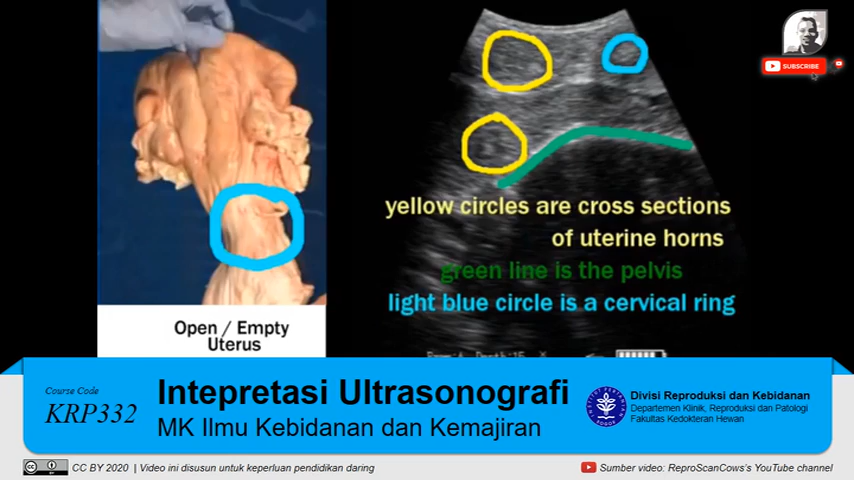 SUBSCRIBE
yellow circles are cross sections
of uterine horns
green line is the pelvis
light blue circle is a cervical ring
Open / Empty
Uterus
Course Code
KRP332
Intepretasi Ultrasonografi
MK Ilmu Kebidanan dan Kemajiran
Divisi Reproduksi dan Kebidanan
Departemen Klinik, Reproduksi dan Patologi
Fakultas Kedokteran Hewan
CC BY 2020 | Video ini disusun untuk keperluan pendidikan daring
Sumber video: ReproScanCows's YouTube channel